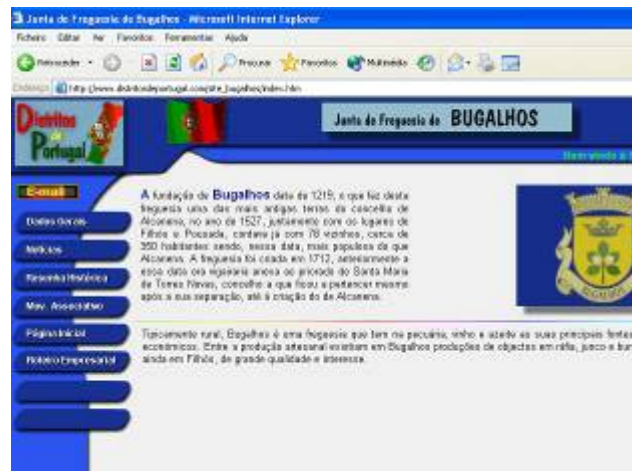 Junta de Freguesia de Bugalhos - Microsoft Internet Explorer
Ficheiro Editar Ver Favoritos Ferramentas Ajuda
Retroceder Procurar Favoritos Multimédia
Endereço http://www.distritosdeportugal.com/site_bugalhos/index.htm
Distritos
de
Portugal
Junta de Freguesia de BUGALHOS
Bem vindo à
E-mail
Dados Gerais
Notícias
Resenha Histórica
Mov. Associativo
Página Inicial
Roteiro Empresarial
A fundação de Bugalhos data de 1219, o que faz desta
freguesia uma das mais antigas terras do concelho de
Alcanena, no ano de 1527, juntamente com os lugares de
Filhós e Pousada, contava já com 78 vizinhos, cerca de
350 habitantes sendo, nessa data, mais populosa do que
Alcanena. A freguesia foi criada em 1712, anteriormente a
essa data era vigararia anexa ao priorado de Santa Maria
de Torres Novas, concelho a que ficou a pertencer mesmo
após a sua separação, até à criação do de Alcanena.
BUGALHOS
Tipicamente rural, Bugalhos é uma freguesia que tem na pecuária, vinho e azeite as suas principais fontes
económicas. Entre a produção artesanal existiam em Bugalhos produções de objectos em ráfia, junco e
ainda em Filhós, de grande qualidade e interesse.